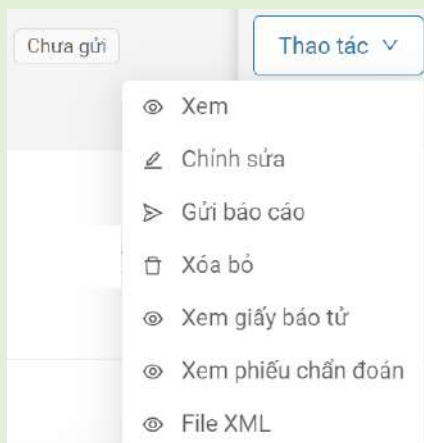 Chưa gửi
Thao tác
Xem
Chỉnh sửa
Gửi báo cáo
Xóa bỏ
Xem giấy báo tử
Xem phiếu chẩn đoán
File XML